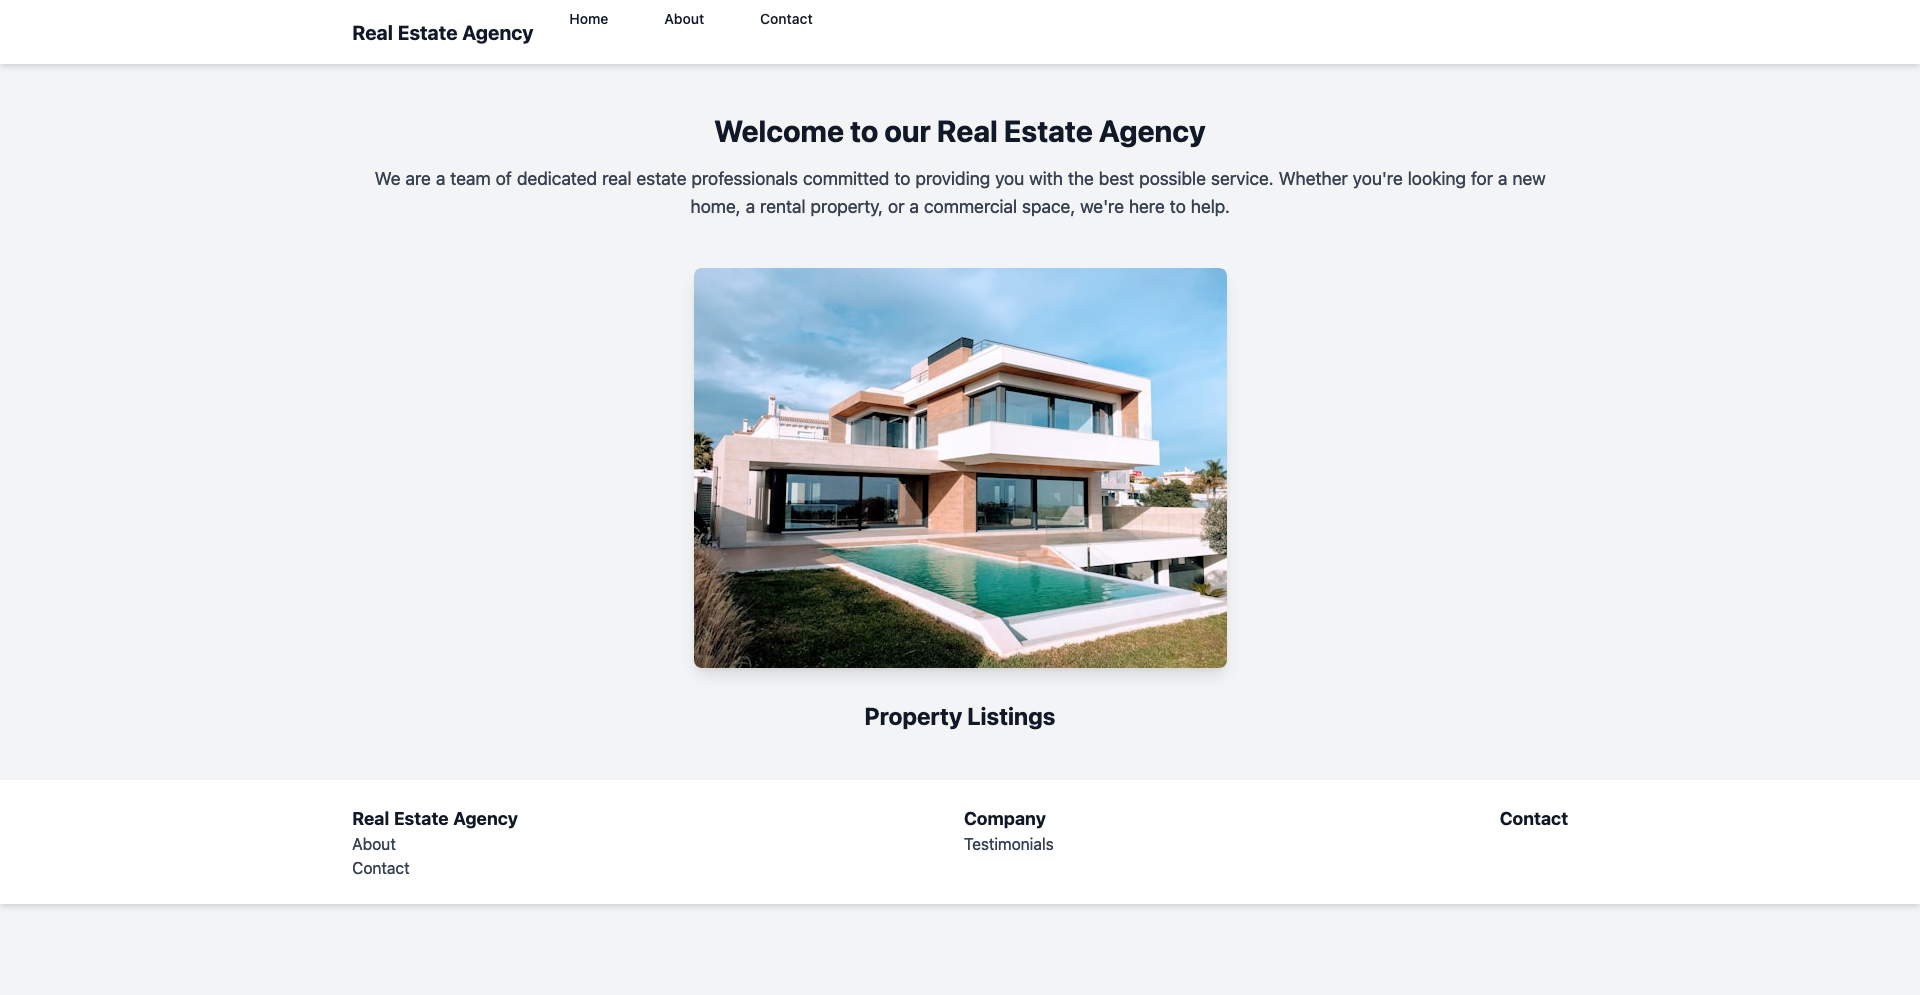 Real Estate Agency
Home
About
Contact
Welcome to our Real Estate Agency
We are a team of dedicated real estate professionals committed to providing you with the best possible service. Whether you're looking for a new
home, a rental property, or a commercial space, we're here to help.
Property Listings
Real Estate Agency
About
Contact
Company
Testimonials
Contact